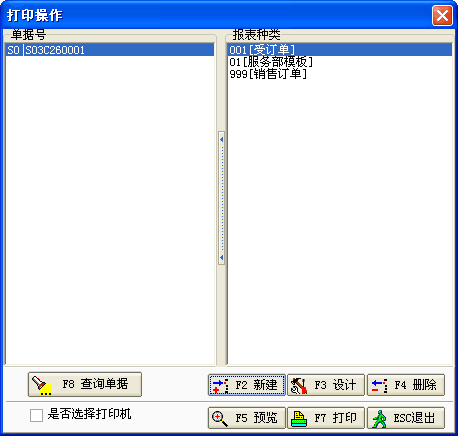 打印操作
单据号
SO|SO3C260001
报表种类
001[受订单]
01[服务部模板]
999[销售订单]
F8 查询单据
F2 新建
F3 设计
F4 删除
是否选择打印机
F5 预览
F7 打印
ESC退出